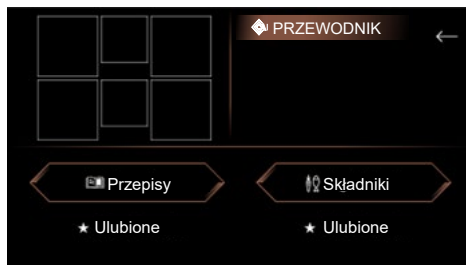 PRZEWODNIK
Przepisy
Składniki
★ Ulubione
★ Ulubione